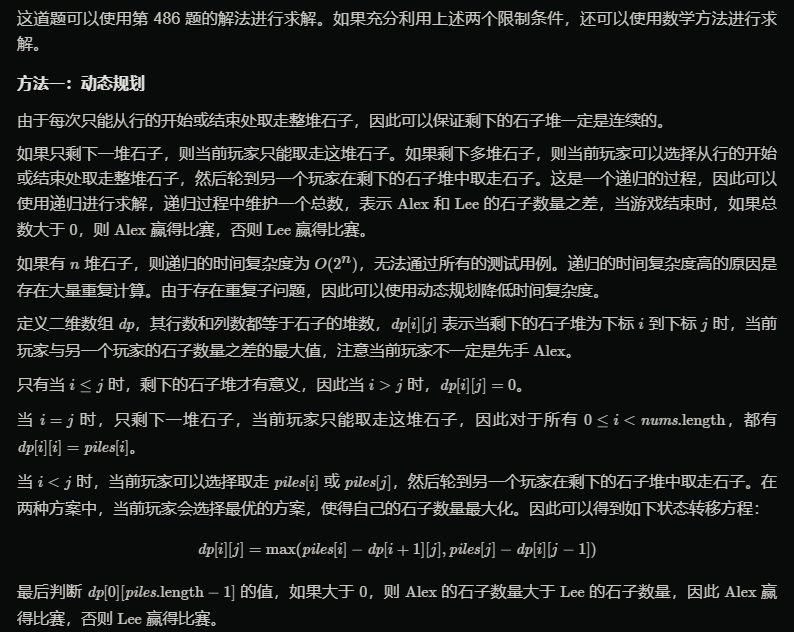 这道题可以使用第 486 题的解法进行求解。如果充分利用上述两个限制条件，还可以使用数学方法进行求
解。
方法一：动态规划
由于每次只能从行的开始或结束处取走整堆石子，因此可以保证剩下的石子堆一定是连续的。
如果只剩下一堆石子，则当前玩家只能取走这堆石子。如果剩下多堆石子，则当前玩家可以选择从行的开始
或结束处取走整堆石子，然后轮到另一个玩家在剩下的石子堆中取走石子。这是一个递归的过程，因此可以
使用递归进行求解，递归过程中维护一个总数，表示 Alex 和 Lee 的石子数量之差，当游戏结束时，如果总
数大于 0，则 Alex 赢得比赛，否则 Lee 赢得比赛。
如果有 n 堆石子，则递归的时间复杂度为 O(2^n)，无法通过所有的测试用例。递归的时间复杂度高的原因是
存在大量重复计算。由于存在重复子问题，因此可以使用动态规划降低时间复杂度。
定义二维数组 dp，其行数和列数都等于石子的堆数，dp[i][j] 表示当剩下的石子堆为下标 i 到下标 j 时，当前
玩家与另一个玩家的石子数量之差的最大值，注意当前玩家不一定是先手 Alex。
只有当 i ≤ j 时，剩下的石子堆才有意义，因此当 i > j 时，dp[i][j] = 0。
当 i = j 时，只剩下一堆石子，当前玩家只能取走这堆石子，因此对于所有 0 ≤ i < nums.length，都有
dp[i][i] = piles[i]。
当 i < j 时，当前玩家可以选择取走 piles[i] 或 piles[j]，然后轮到另一个玩家在剩下的石子堆中取走石子。在
两种方案中，当前玩家会选择最优的方案，使得自己的石子数量最大化。因此可以得到如下状态转移方程：
dp[i][j] = max(piles[i] − dp[i + 1][j], piles[j] − dp[i][j − 1])
最后判断 dp[0][piles.length − 1] 的值，如果大于 0，则 Alex 的石子数量大于 Lee 的石子数量，因此 Alex 赢
得比赛，否则 Lee 赢得比赛。